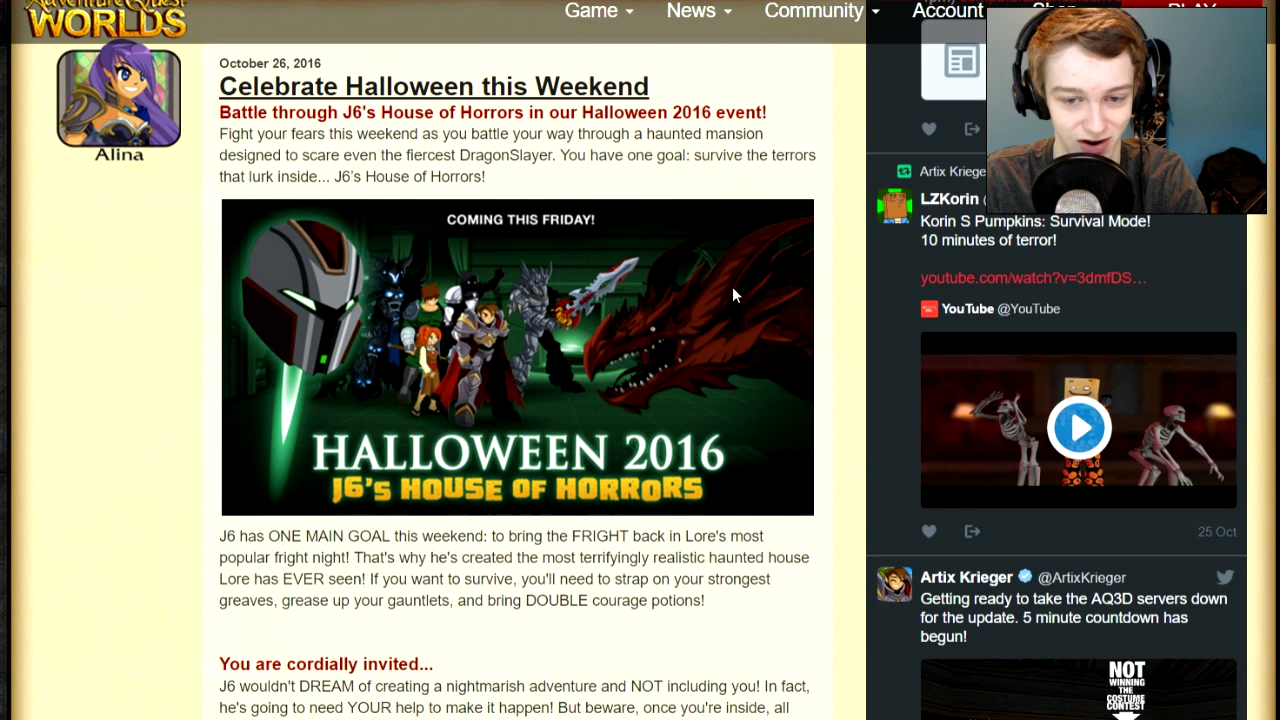 AdventureQuest
WORLDS
Game
News
Community
Account
Alina
October 26, 2016
Celebrate Halloween this Weekend
Battle through J6's House of Horrors in our Halloween 2016 event!
Fight your fears this weekend as you battle your way through a haunted mansion
designed to scare even the fiercest DragonSlayer. You have one goal: survive the terrors
that lurk inside... J6's House of Horrors!
COMING THIS FRIDAY!
HALLOWEEN 2016
J6's HOUSE OF HORRORS
J6 has ONE MAIN GOAL this weekend: to bring the FRIGHT back in Lore's most
popular fright night! That's why he's created the most terrifyingly realistic haunted house
Lore has EVER seen! If you want to survive, you'll need to strap on your strongest
greaves, grease up your gauntlets, and bring DOUBLE courage potions!
You are cordially invited...
J6 wouldn't DREAM of creating a nightmarish adventure and NOT including you! In fact,
he's going to need YOUR help to make it happen! But beware, once you're inside, all
Artix Kriege
LZKorin
Korin S Pumpkins: Survival Mode!
10 minutes of terror!
youtube.com/watch?v=3dmfDS…
YouTube @YouTube
25 Oct
Artix Krieger @ArtixKrieger
Getting ready to take the AQ3D servers down
for the update. 5 minute countdown has
begun!
NOT
WINNING
THE
COSTUME
CONTEST